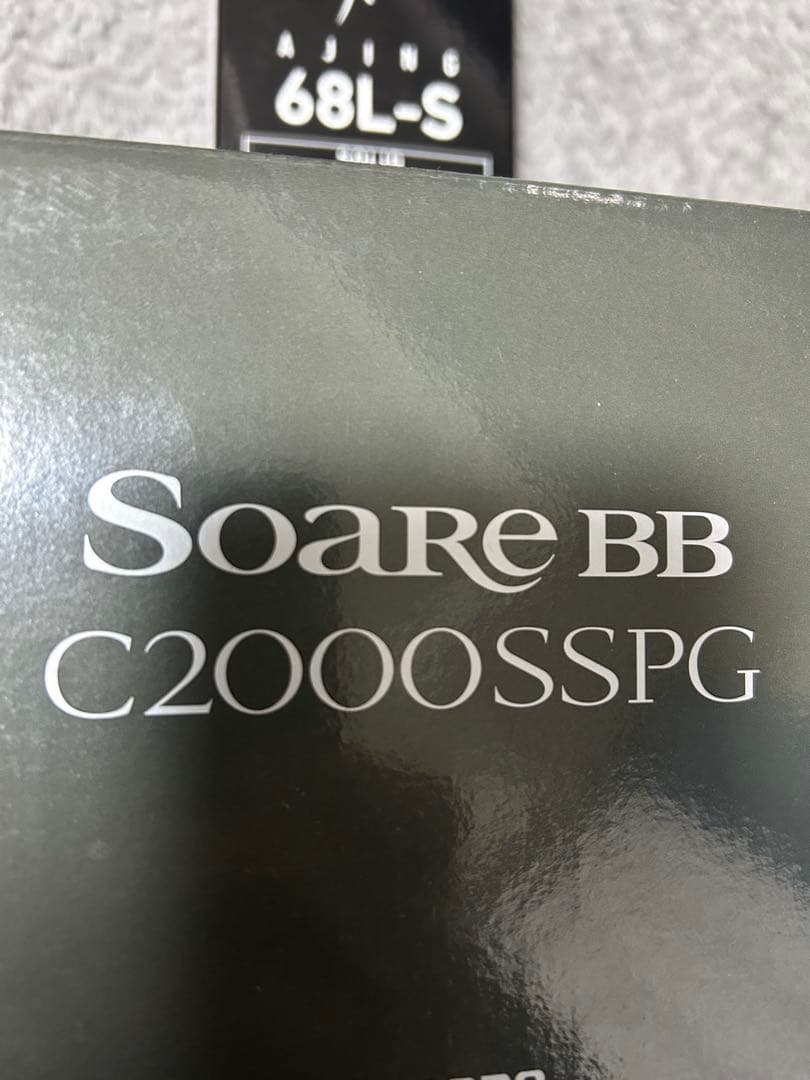 AJING
68L-S
Soare BB
C2000SSPG